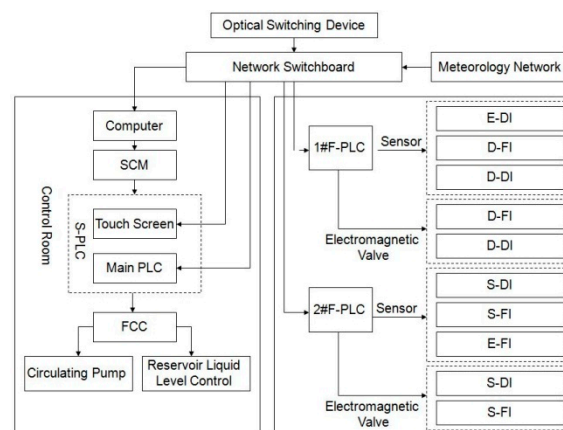 Optical Switching Device
Network Switchboard
Meteorology Network
Computer
SCM
Control Room
S-PLC
Touch Screen
Main PLC
FCC
Circulating Pump
Reservoir Liquid
Level Control
1#F-PLC
Sensor
E-DI
D-FI
D-DI
Electromagnetic
Valve
D-FI
D-DI
2#F-PLC
Sensor
S-DI
S-FI
E-FI
Electromagnetic
Valve
S-DI
S-FI